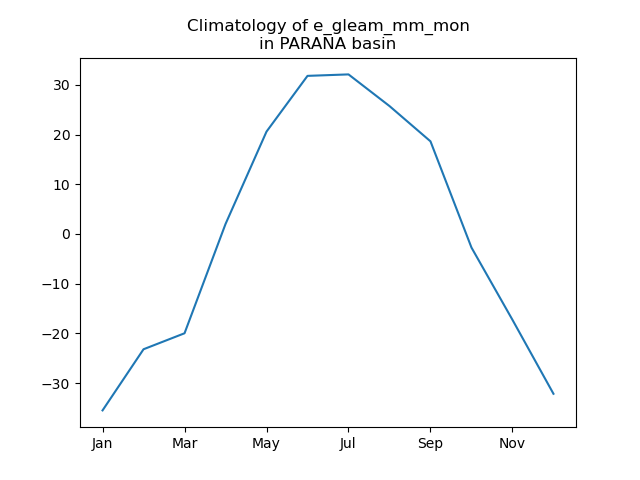 Climatology of e_gleam_mm_mon
in PARANA basin
30
20
10
0
−10
−20
−30
Jan
Mar
May
Jul
Sep
Nov